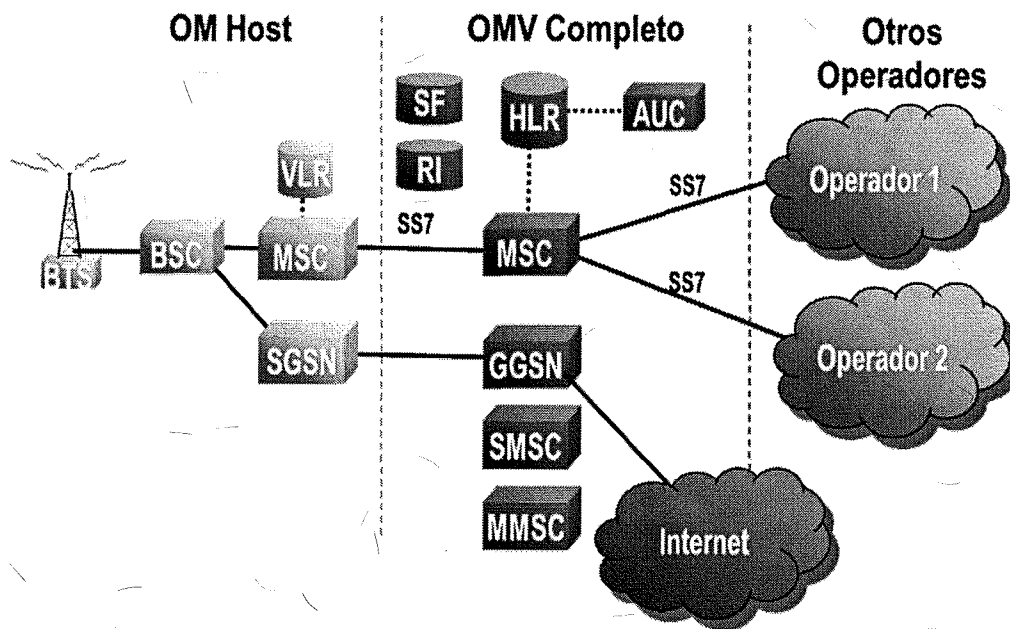 OM Host
OMV Completo
Otros
Operadores
SF
HLR
AUC
RI
VLR
Operador 1
SS7
SS7
BTS
BSC
MSC
MSC
SS7
SGSN
GGSN
Operador 2
SMSC
MMSC
Internet